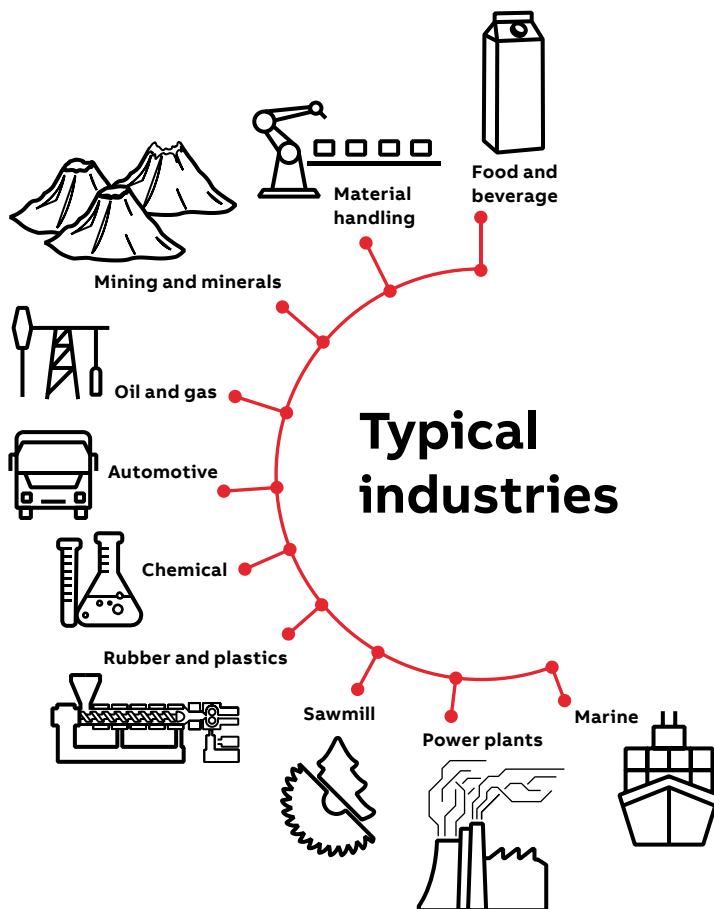 Food and
beverage
Material
handling
Mining and minerals
Oil and gas
Typical
industries
Automotive
Chemical
Rubber and plastics
Sawmill
Power plants
Marine